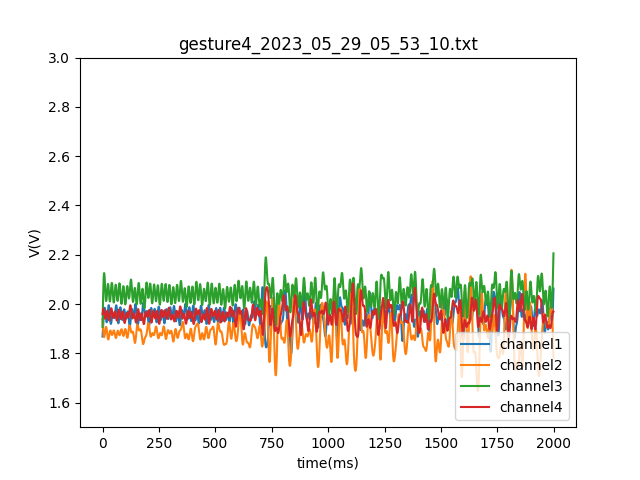 gesture4_2023_05_29_05_53_10.txt
3.0
2.8
2.6
2.4
2.2
2.0
1.8
1.6
V(V)
channel1
channel2
channel3
channel4
0 250 500 750 1000 1250 1500 1750 2000
time(ms)